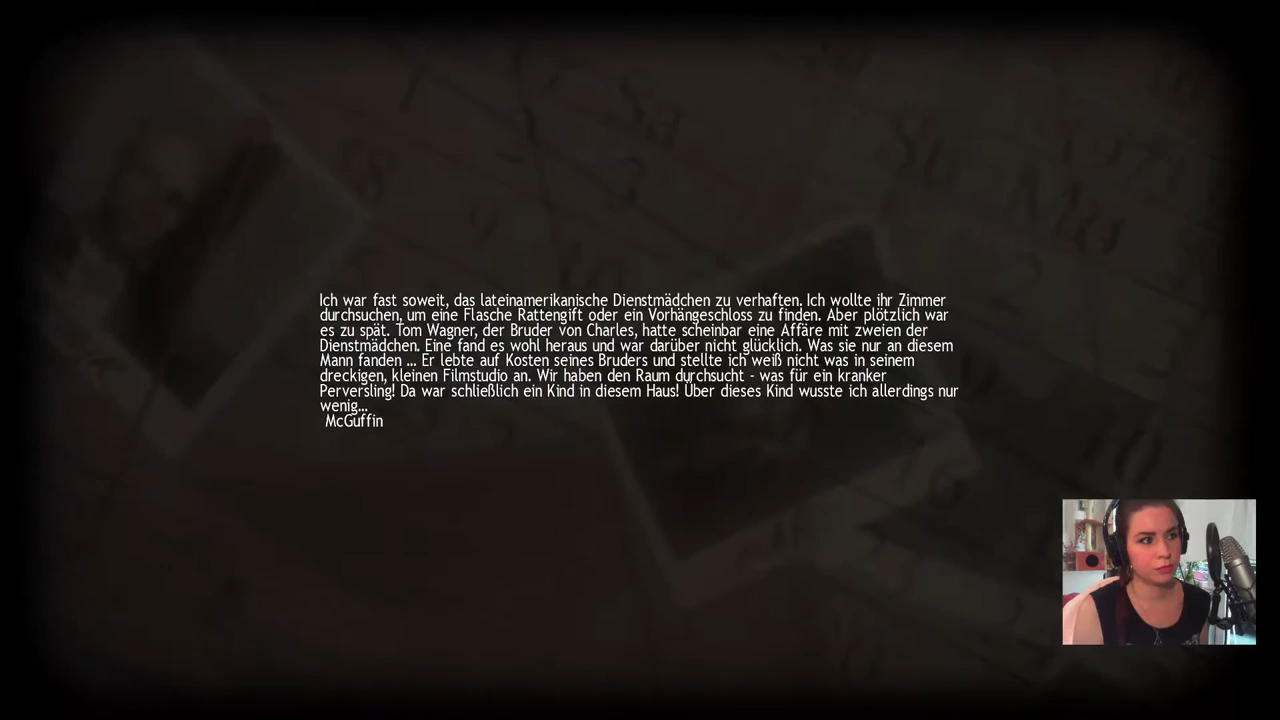 Ich war fast soweit, das lateinamerikanische Dienstmädchen zu verhaften. Ich wollte ihr Zimmer
durchsuchen, um eine Flasche Rattengift oder ein Vorhängeschloss zu finden. Aber plötzlich war
es zu spät. Tom Wagner, der Bruder von Charles, hatte scheinbar eine Affäre mit zweien der
Dienstmädchen. Eine fand es wohl heraus und war darüber nicht glücklich. Was sie nur an diesem
Mann fanden ... Er lebte auf Kosten seines Bruders und stellte ich weiß nicht was in seinem
dreckigen, kleinen Filmstudio an. Wir haben den Raum durchsucht - was für ein kranker
Perversling! Da war schließlich ein Kind in diesem Haus! Über dieses Kind wusste ich allerdings nur
wenig...
McGuffin